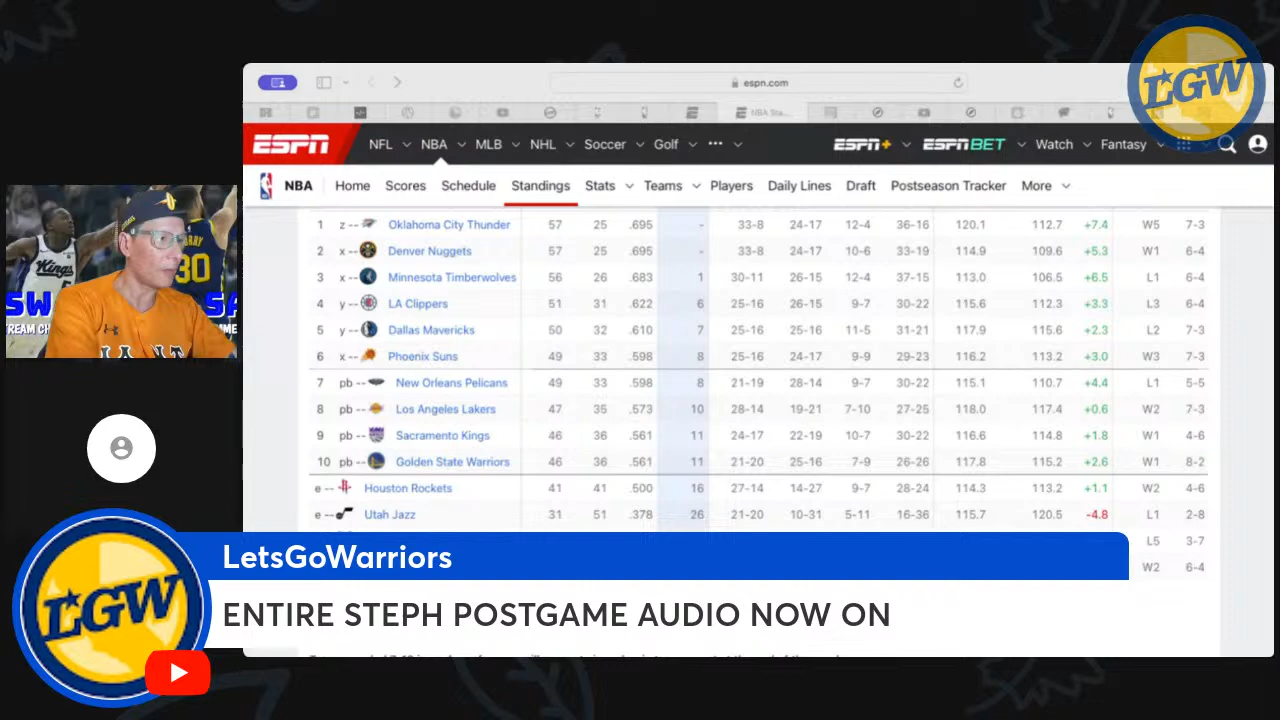 espn.com
NBA Sta...
LGW
ESPN NFL NBA MLB NHL Soccer Golf ••• ESPN+ ESPN BET Watch Fantasy
NBA Home Scores Schedule Standings Stats Teams Players Daily Lines Draft Postseason Tracker More
1 z -- Oklahoma City Thunder 57 25 .695 - 33-8 24-17 12-4 36-16 120.1 112.7 +7.4 W5 7-3
2 x -- Denver Nuggets 57 25 .695 - 33-8 24-17 10-6 33-19 114.9 109.6 +5.3 W1 6-4
3 x -- Minnesota Timberwolves 56 26 .683 1 30-11 26-15 12-4 37-15 113.0 106.5 +6.5 L1 6-4
4 y -- LA Clippers 51 31 .622 6 25-16 26-15 9-7 30-22 115.6 112.3 +3.3 L3 6-4
5 y -- Dallas Mavericks 50 32 .610 7 25-16 25-16 11-5 31-21 117.9 115.6 +2.3 L2 7-3
6 x -- Phoenix Suns 49 33 .598 8 25-16 24-17 9-9 29-23 116.2 113.2 +3.0 W3 7-3
7 pb -- New Orleans Pelicans 49 33 .598 8 21-19 28-14 9-7 30-22 115.1 110.7 +4.4 L1 5-5
8 pb -- Los Angeles Lakers 47 35 .573 10 28-14 19-21 7-10 27-25 118.0 117.4 +0.6 W2 7-3
9 pb -- Sacramento Kings 46 36 .561 11 24-17 22-19 10-7 30-22 116.6 114.8 +1.8 W1 4-6
10 pb -- Golden State Warriors 46 36 .561 11 21-20 25-16 7-9 26-26 117.8 115.2 +2.6 W1 8-2
e -- Houston Rockets 41 41 .500 16 27-14 14-27 9-7 28-24 114.3 113.2 +1.1 W2 4-6
e -- Utah Jazz 31 51 .378 26 21-20 10-31 5-11 16-36 115.7 120.5 -4.8 L1 2-8
L5 3-7
W2 6-4
Kings
30
LGW
LetsGoWarriors
ENTIRE STEPH POSTGAME AUDIO NOW ON